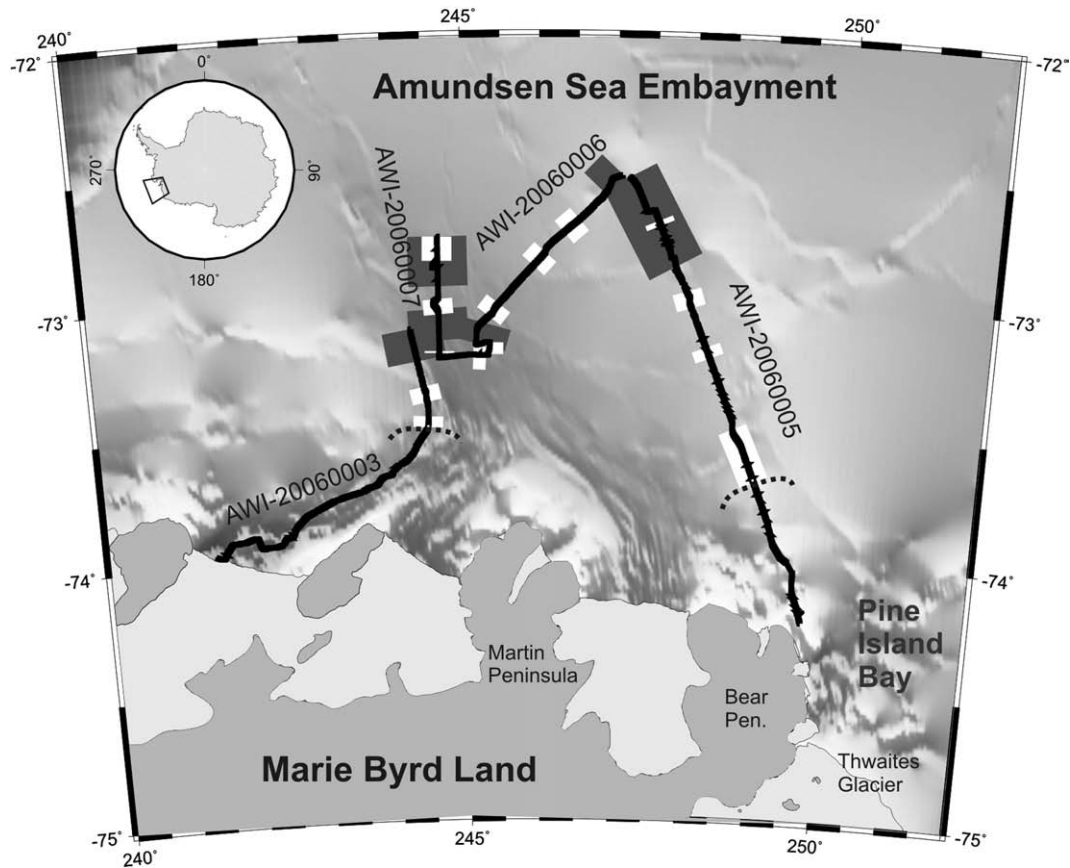 240°
245°
250°
-72°
-72°
Amundsen Sea Embayment
0°
270°
90°
180°
AWI-20060007
AWI-20060006
-73°
-73°
AWI-20060005
AWI-20060003
-74°
-74°
Pine
Island
Bay
Martin
Peninsula
Bear
Pen.
Marie Byrd Land
Thwaites
Glacier
-75°
-75°
240°
245°
250°